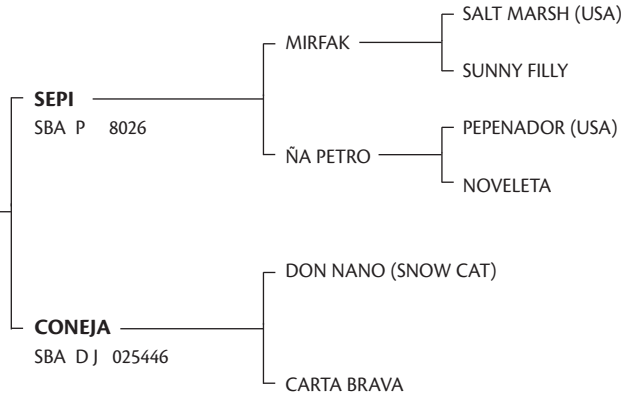 SALT MARSH (USA)
MIRFAK
SUNNY FILLY
SEPI
SBA P 8026
PEPENADOR (USA)
ÑA PETRO
NOVELETA
DON NANO (SNOW CAT)
CONEJA
SBA D J 025446
CARTA BRAVA